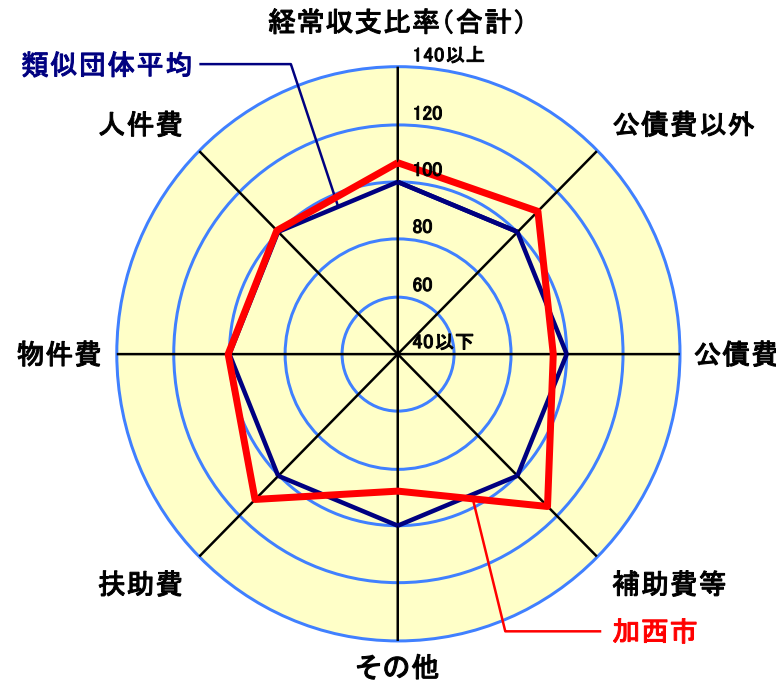 経常収支比率(合計)
類似団体平均
140以上
人件費
120
公債費以外
100
80
60
40以下
物件費
公債費
扶助費
補助費等
加西市
その他